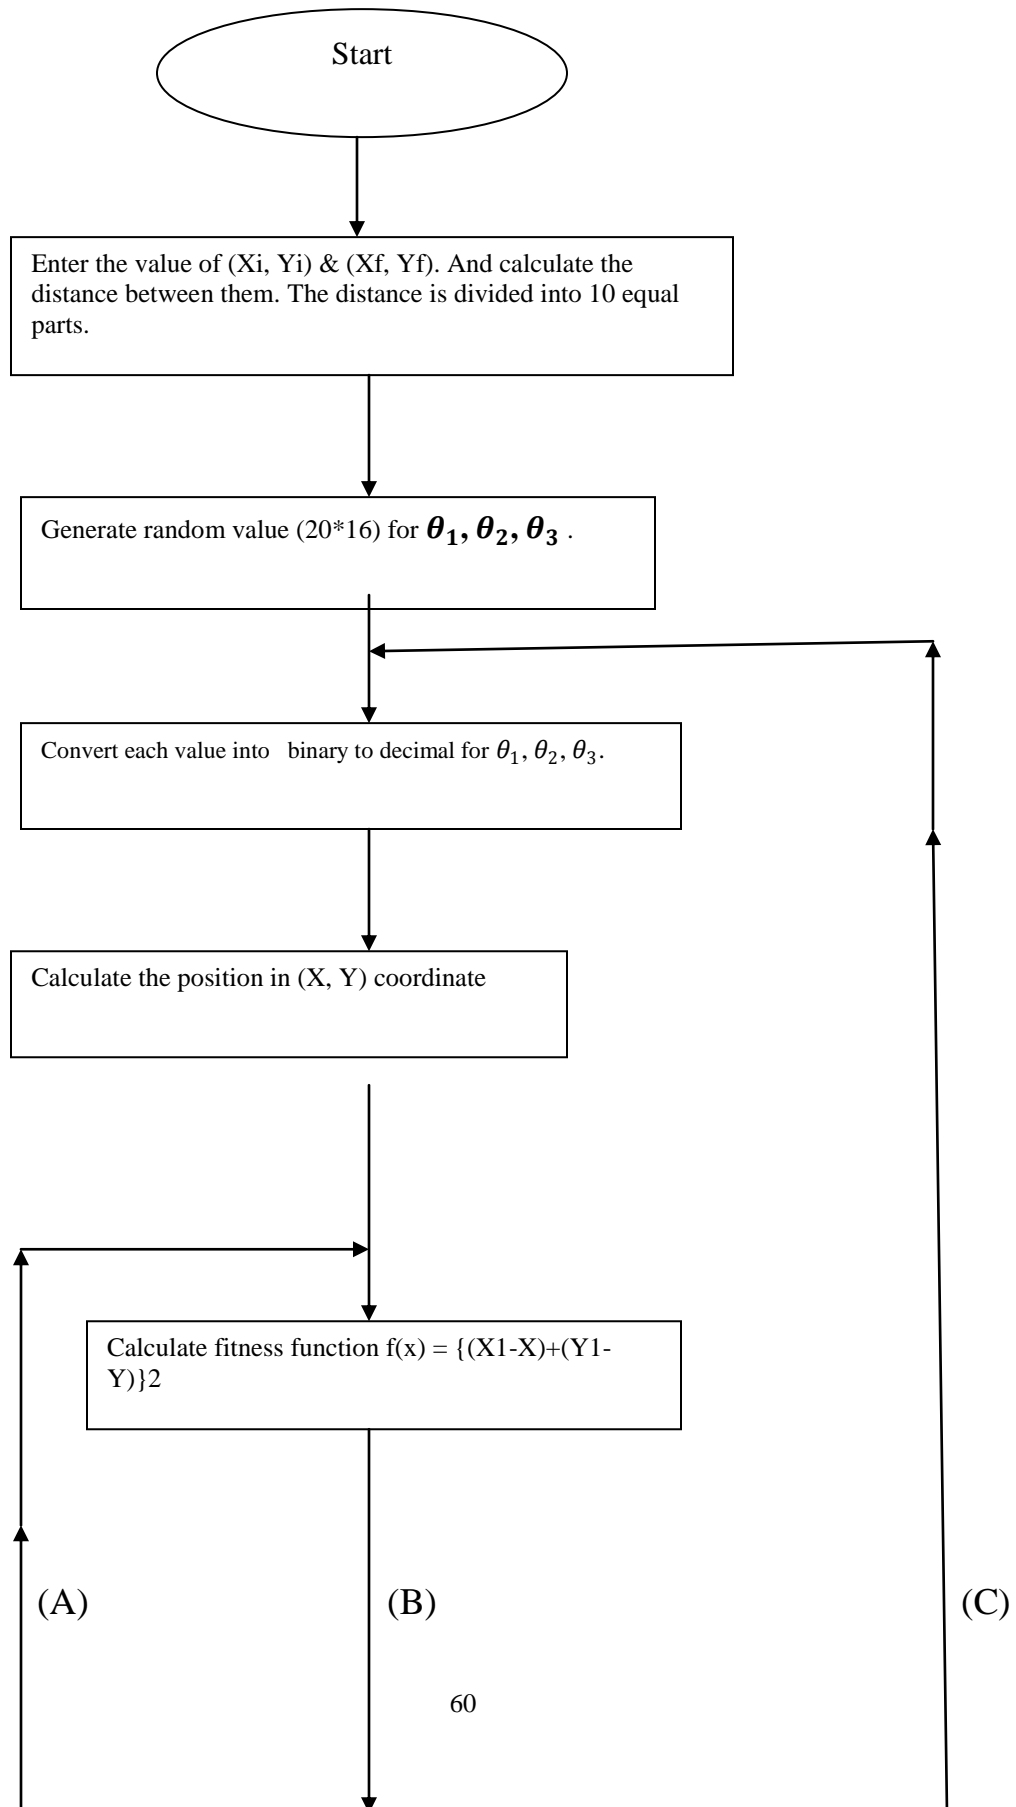 Start
Enter the value of (Xi, Yi) & (Xf, Yf). And calculate the
distance between them. The distance is divided into 10 equal
parts.
Generate random value (20*16) for θ₁, θ₂, θ₃ .
Convert each value into binary to decimal for θ₁, θ₂, θ₃.
Calculate the position in (X, Y) coordinate
Calculate fitness function f(x) = {(X1-X)+(Y1-
Y)}2
(A)
(B)
(C)
60